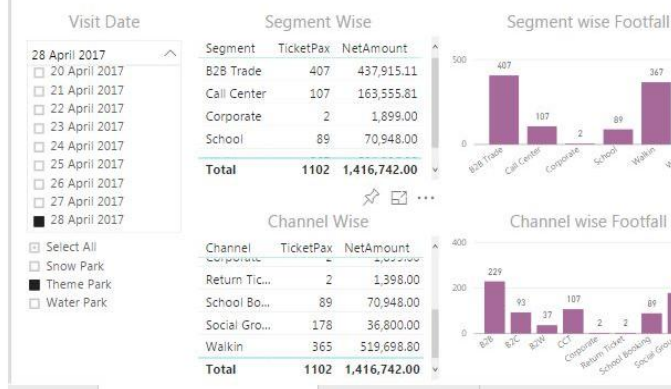 Visit Date
28 April 2017
20 April 2017
21 April 2017
22 April 2017
23 April 2017
24 April 2017
25 April 2017
26 April 2017
27 April 2017
28 April 2017
Select All
Snow Park
Theme Park
Water Park
Segment Wise
Segment TicketPax NetAmount
B2B Trade 407 437,915.11
Call Center 107 163,555.81
Corporate 2 1,899.00
School 89 70,948.00
Total 1102 1,416,742.00
Segment wise Footfall
500
407
107
2
89
367
0
B2B Trade
Call Center
Corporate
School
Walkin
Channel Wise
Channel TicketPax NetAmount
Return Tic... 2 1,398.00
School Bo... 89 70,948.00
Social Gro... 178 36,800.00
Walkin 365 519,698.80
Total 1102 1,416,742.00
Channel wise Footfall
400
200
0
229
93
37
107
2
2
89
B2B
B2C
B2W
CCT
Corporate
Return Ticket
School Booking